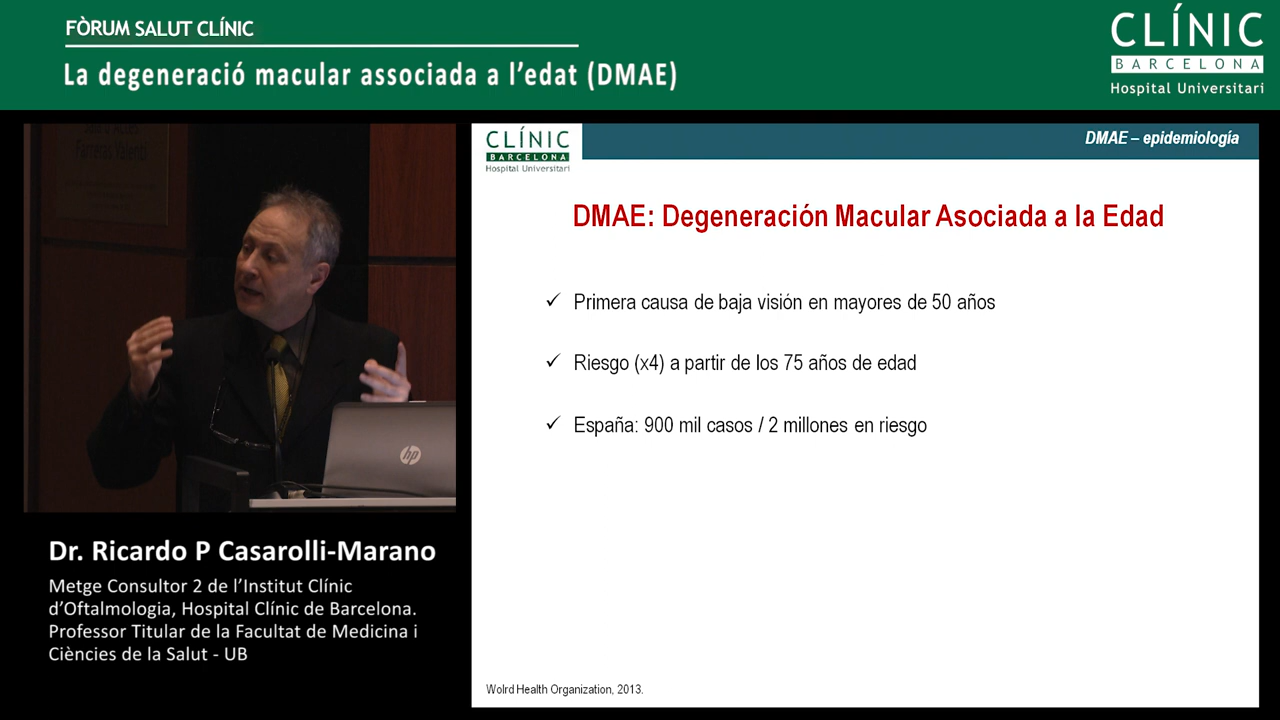 FÒRUM SALUT CLÍNIC
La degeneració macular associada a l'edat (DMAE)
CLÍNIC
BARCELONA
Hospital Universitari
CLÍNIC
BARCELONA
Hospital Universitari
DMAE – epidemiología
DMAE: Degeneración Macular Asociada a la Edad
✓ Primera causa de baja visión en mayores de 50 años
✓ Riesgo (x4) a partir de los 75 años de edad
✓ España: 900 mil casos / 2 millones en riesgo
Wolrd Health Organization, 2013.
hp
Dr. Ricardo P Casarolli-Marano
Metge Consultor 2 de l'Institut Clínic
d'Oftalmologia, Hospital Clínic de Barcelona.
Professor Titular de la Facultat de Medicina i
Ciències de la Salut - UB